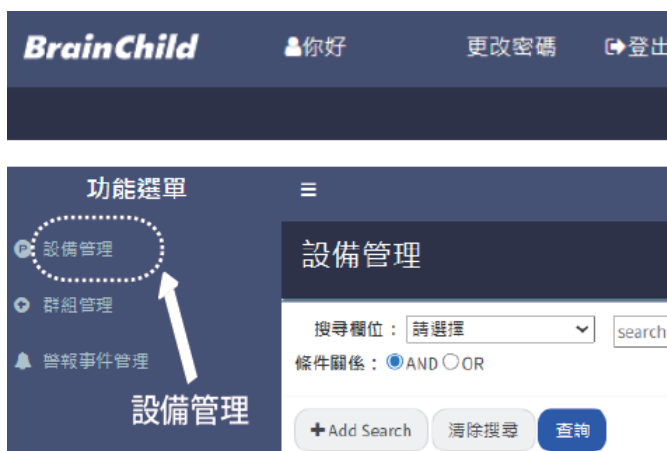 BrainChild 你好 更改密碼 登出
功能選單
設備管理
群組管理
警報事件管理
設備管理
設備管理
搜尋欄位： 請選擇 search
條件關係： AND OR
Add Search 清除搜尋 查詢